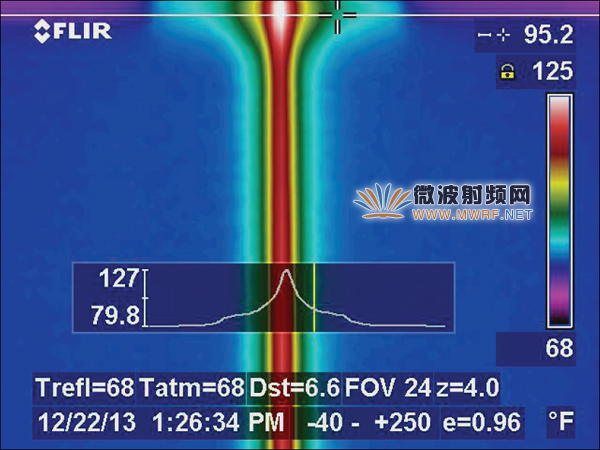 FLIR
95.2
125
微波射频网
WWW.MWRF.NET
127
79.8
68
Trefl=68 Tatm=68 Dst=6.6 FOV 24 z=4.0
12/22/13 1:26:34 PM -40 - +250 e=0.96 °F